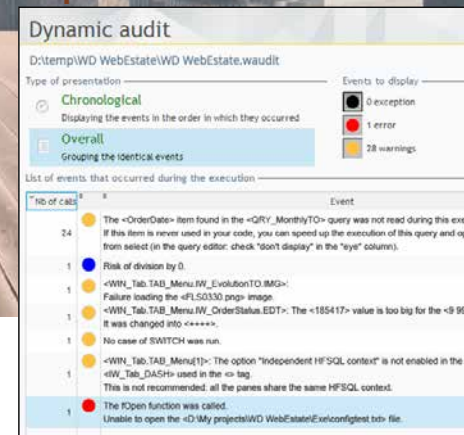 Dynamic audit
D:\temp\WD WebEstate\WD WebEstate.waudit
Type of presentation
Chronological
Displaying the events in the order in which they occurred
Overall
Grouping the identical events
Events to display
0 exception
1 error
28 warnings
List of events that occurred during the execution
Nb of calls
Event
24
The <OrderDate> item found in the <QRY_MonthlyTO> query was not read during this exe
If this item is never used in your code, you can speed up the execution of this query and op
from select (in the query editor: check "don't display" in the "eye" column).
1
Risk of division by 0.
1
<WIN_Tab.TAB_Menu.IW_EvolutionTO.IMG>:
Failure loading the <FLS0330.png> image.
1
<WIN_Tab.TAB_Menu.IW_OrderStatus.EDT>: The <185417> value is too big for the <9 99
It was changed into <++++>.
1
No case of SWITCH was run.
1
<WIN_Tab.TAB_Menu[1]>: The option "Independent HFSQL context" is not enabled in the
<IW_Tab_DASH> used in the <> tag.
This is not recommended: all the panes share the same HFSQL context.
1
The fOpen function was called.
Unable to open the <D:\My projects\WD WebEstate\Exe\configtest.txt> file.